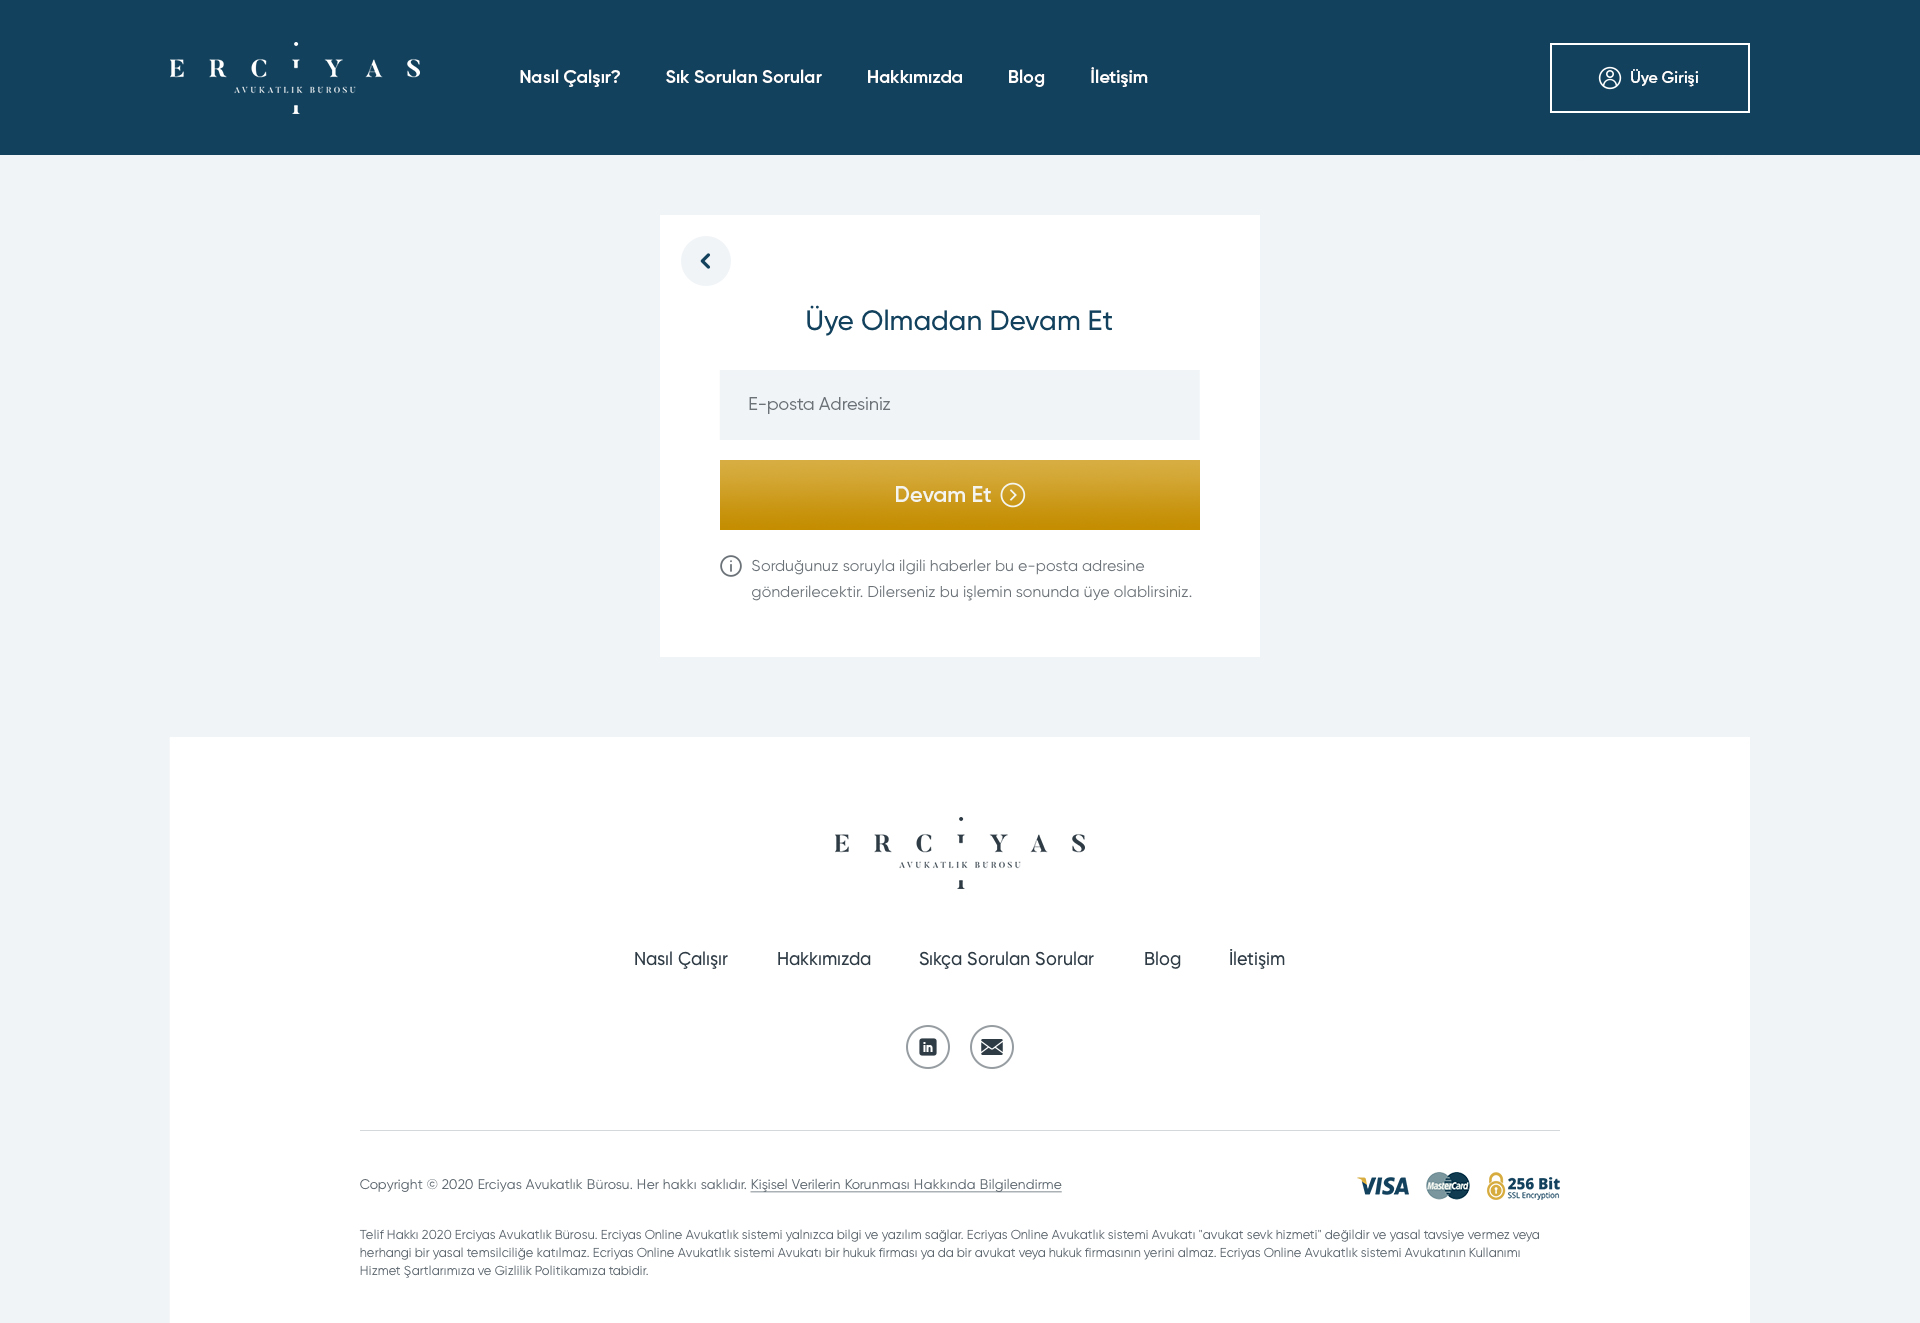 ERCIYAS
AVUKATLIK BÜROSU
Nasıl Çalşır?
Sık Sorulan Sorular
Hakkımızda
Blog
İletişim
Üye Girişi
Üye Olmadan Devam Et
E-posta Adresiniz
Devam Et
Sorduğunuz soruyla ilgili haberler bu e-posta adresine
gönderilecektir. Dilerseniz bu işlemin sonunda üye olablirsiniz.
ERCIYAS
AVUKATLIK BÜROSU
Nasıl Çalışır
Hakkımızda
Sıkça Sorulan Sorular
Blog
İletişim
in
Copyright © 2020 Erciyas Avukatlık Bürosu. Her hakkı saklıdır. Kişisel Verilerin Korunması Hakkında Bilgilendirme
VISA
MasterCard
256 Bit
SSL Encryption
Telif Hakkı 2020 Erciyas Avukatlık Bürosu. Erciyas Online Avukatlık sistemi yalnızca bilgi ve yazılım sağlar. Ecriyas Online Avukatlık sistemi Avukatı "avukat sevk hizmeti" değildir ve yasal tavsiye vermez veya
herhangi bir yasal temsilciliğe katılmaz. Ecriyas Online Avukatlık sistemi Avukatı bir hukuk firması ya da bir avukat veya hukuk firmasının yerini almaz. Ecriyas Online Avukatlık sistemi Avukatının Kullanımı
Hizmet Şartlarımıza ve Gizlilik Politikamıza tabidir.